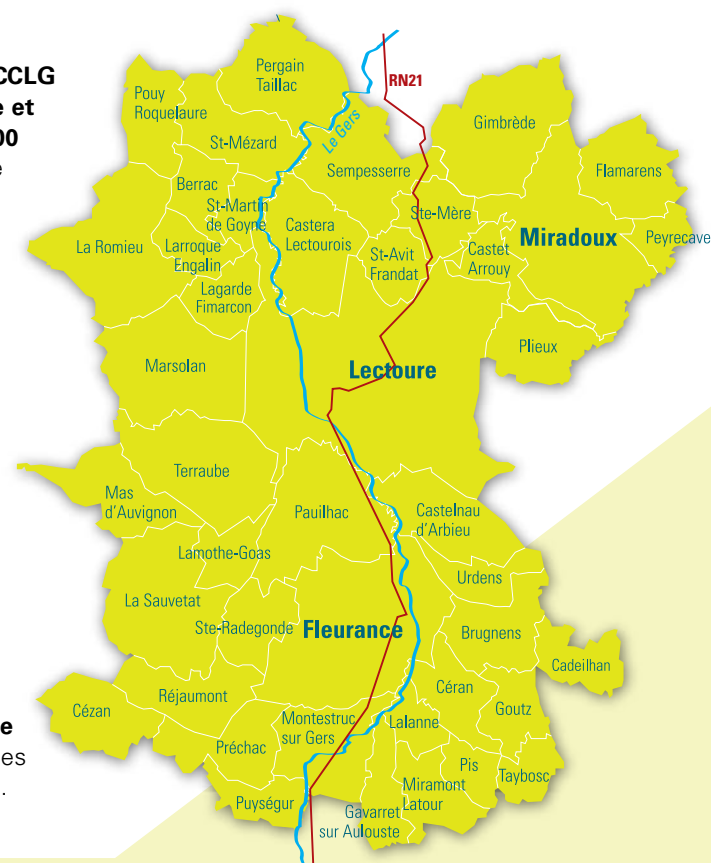 CCLG
e et
00
e
Pergain
Taillac
Pouy
Roquelaure
RN21
Le Gers
Gimbrède
St-Mézard
Sempesserre
Flamarens
Berrac
St-Martin
de Goyne
Castera
Lectourois
Ste-Mère
Miradoux
Peyrecave
La Romieu
Larroque
Engalin
St-Avit
Frandat
Castet
Arrouy
Lagarde
Fimarcon
Plieux
Marsolan
Lectoure
Terraube
Mas
d'Auvignon
Pauilhac
Castelnau
d'Arbieu
Lamothe-Goas
Urdens
La Sauvetat
Ste-Radegonde
Fleurance
Brugnens
Cadeilhan
Cézan
Réjaumont
Céran
Goutz
Montestruc
sur Gers
Lalanne
e
es
.
Préchac
Pis
Taybosc
Miramont
Latour
Puységur
Gavarret
sur Aulouste